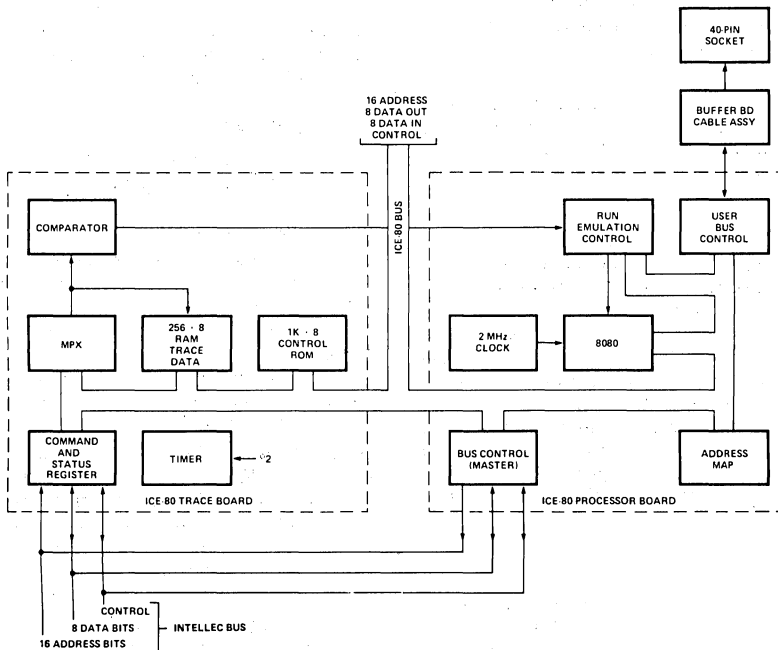 40-PIN
SOCKET
BUFFER BD
CABLE ASSY
16 ADDRESS
8 DATA OUT
8 DATA IN
CONTROL
ICE-80 BUS
COMPARATOR
RUN
EMULATION
CONTROL
USER
BUS
CONTROL
MPX
256 · 8
RAM
TRACE
DATA
1K · 8
CONTROL
ROM
2 MHz
CLOCK
8080
COMMAND
AND
STATUS
REGISTER
TIMER
BUS CONTROL
(MASTER)
ADDRESS
MAP
ICE-80 TRACE BOARD
ICE-80 PROCESSOR BOARD
CONTROL
8 DATA BITS
INTELLEC BUS
16 ADDRESS BITS